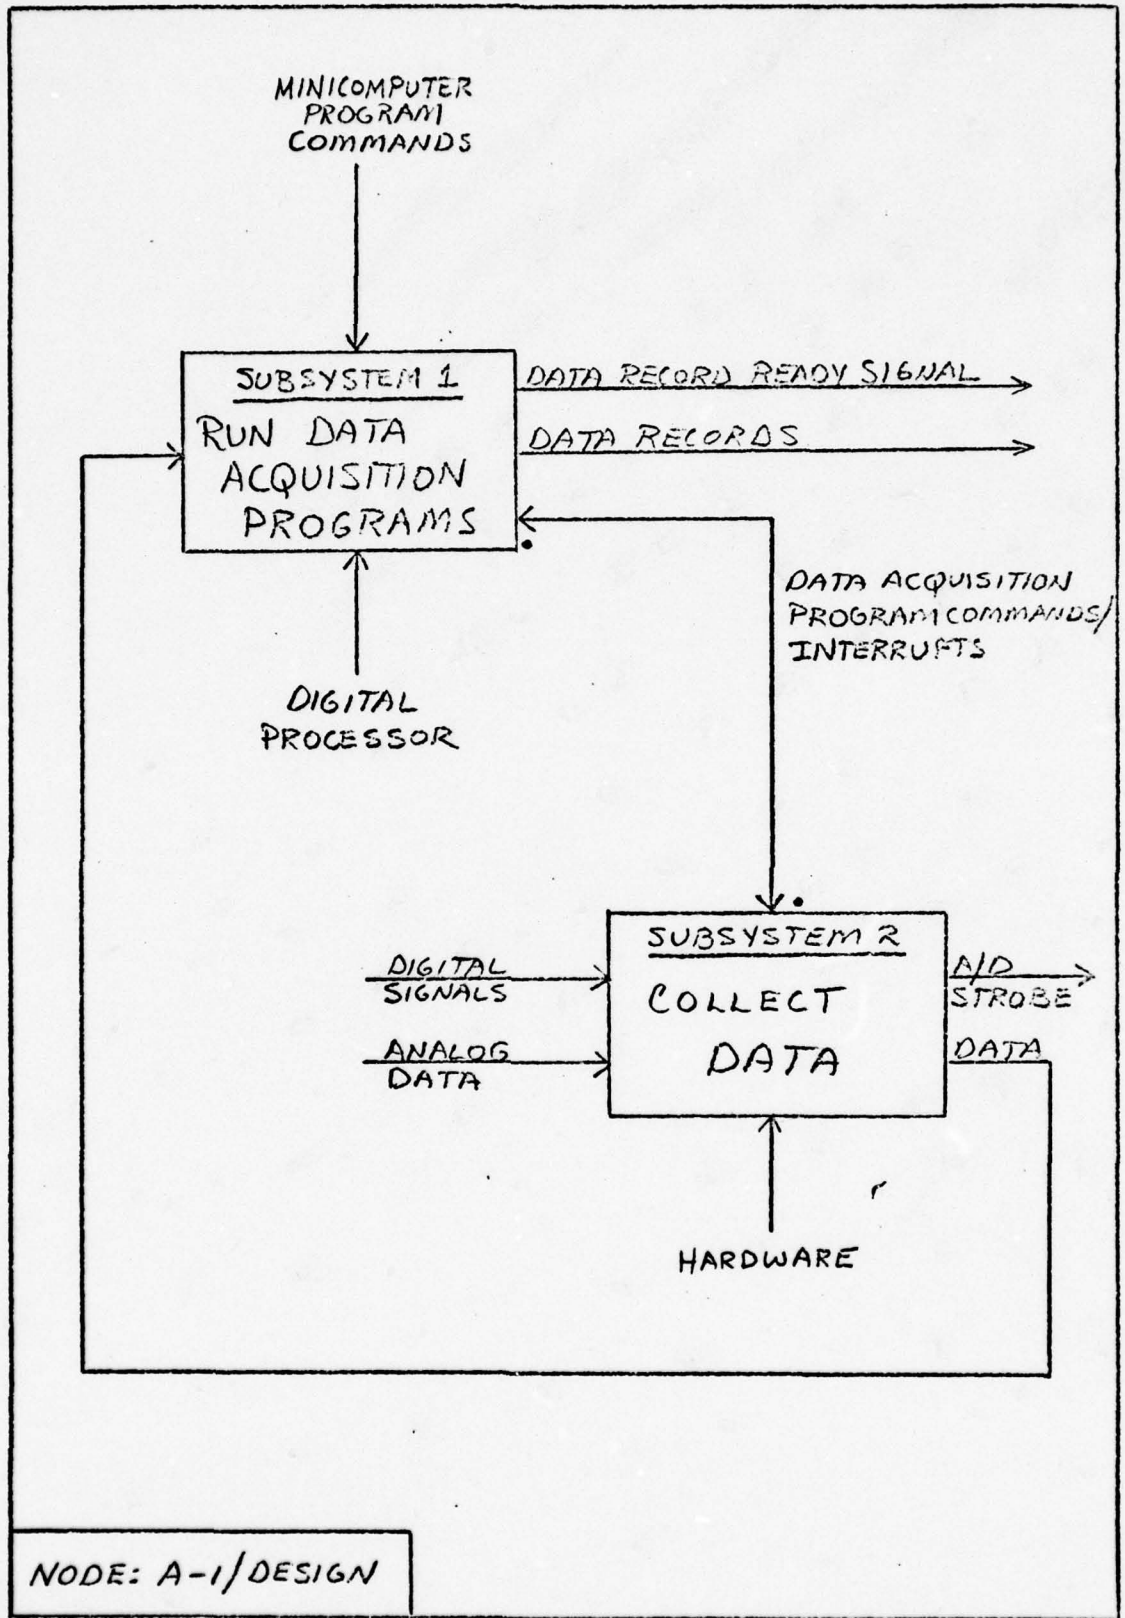 MINICOMPUTER
PROGRAM
COMMANDS
SUBSYSTEM 1
RUN DATA
ACQUISITION
PROGRAMS
DATA RECORD READY SIGNAL
DATA RECORDS
DATA ACQUISITION
PROGRAM COMMANDS/
INTERRUPTS
DIGITAL
PROCESSOR
SUBSYSTEM 2
COLLECT
DATA
DIGITAL
SIGNALS
ANALOG
DATA
A/D
STROBE
DATA
HARDWARE
NODE: A-1/DESIGN